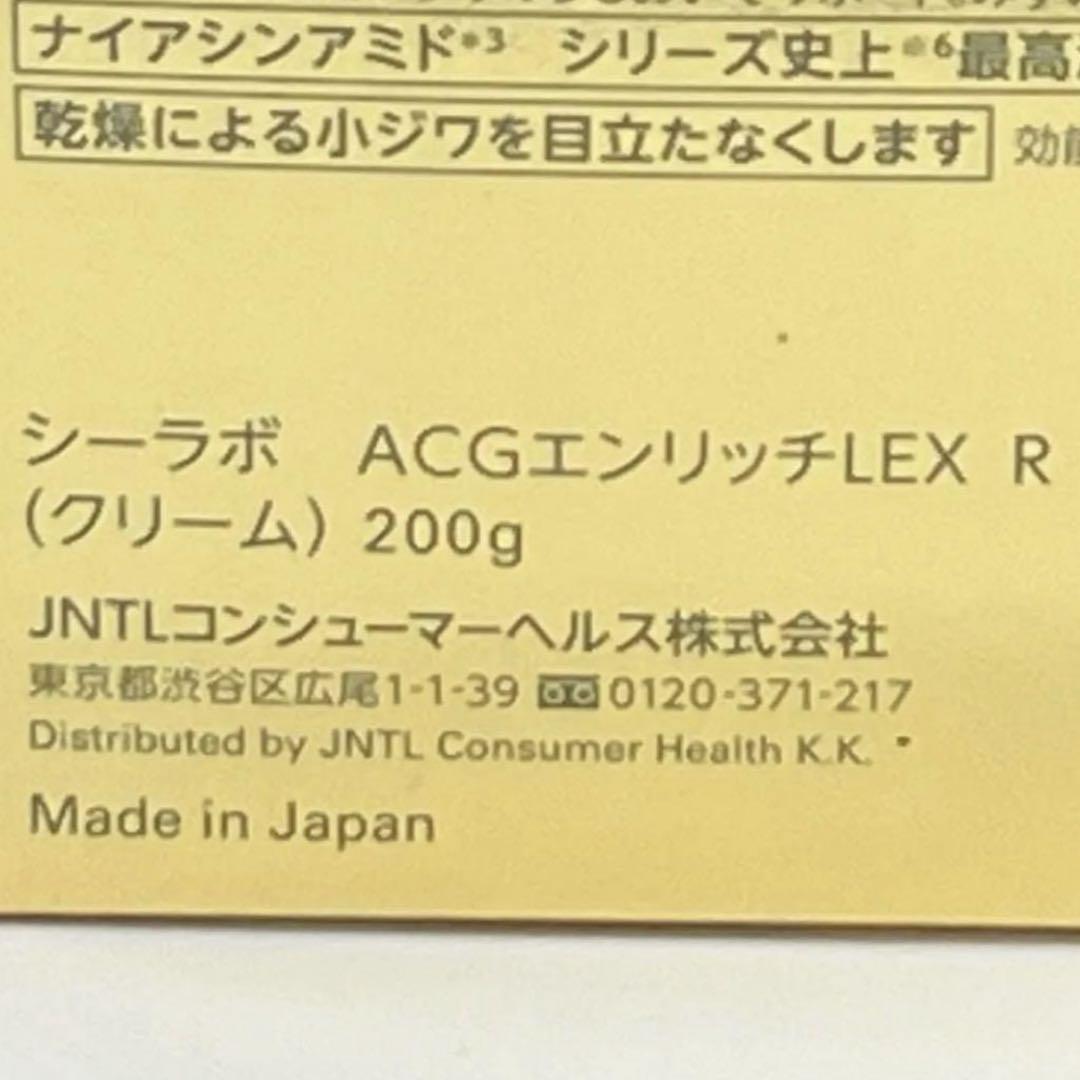 ナイアシンアミド※3 シリーズ史上※6最高
乾燥による小ジワを目立たなくします 効能
シーラボ ACGエンリッチLEX R
(クリーム) 200g
JNTLコンシューマーヘルス株式会社
東京都渋谷区広尾1-1-39 0120-371-217
Distributed by JNTL Consumer Health K.K.
Made in Japan